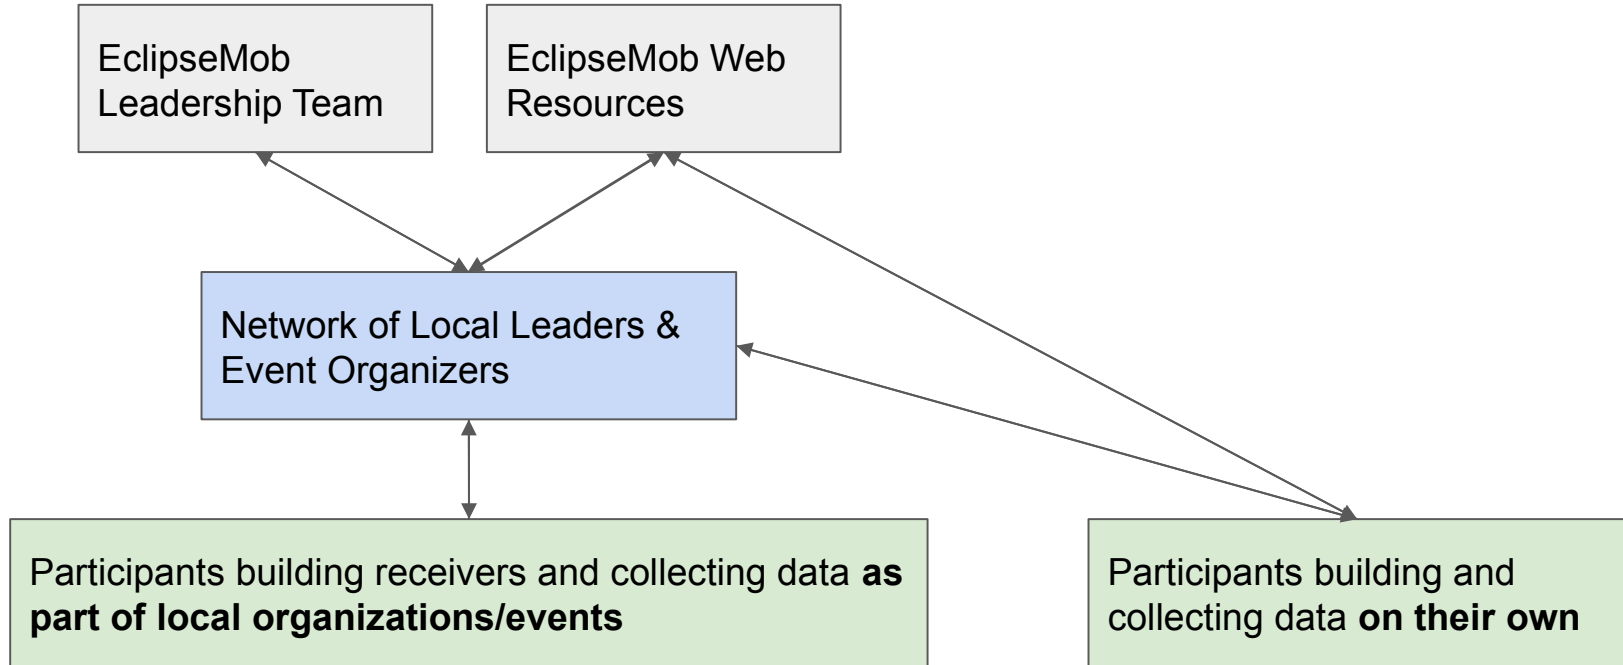 EclipseMob
Leadership Team
EclipseMob Web
Resources
Network of Local Leaders &
Event Organizers
Participants building receivers and collecting data as
part of local organizations/events
Participants building and
collecting data on their own